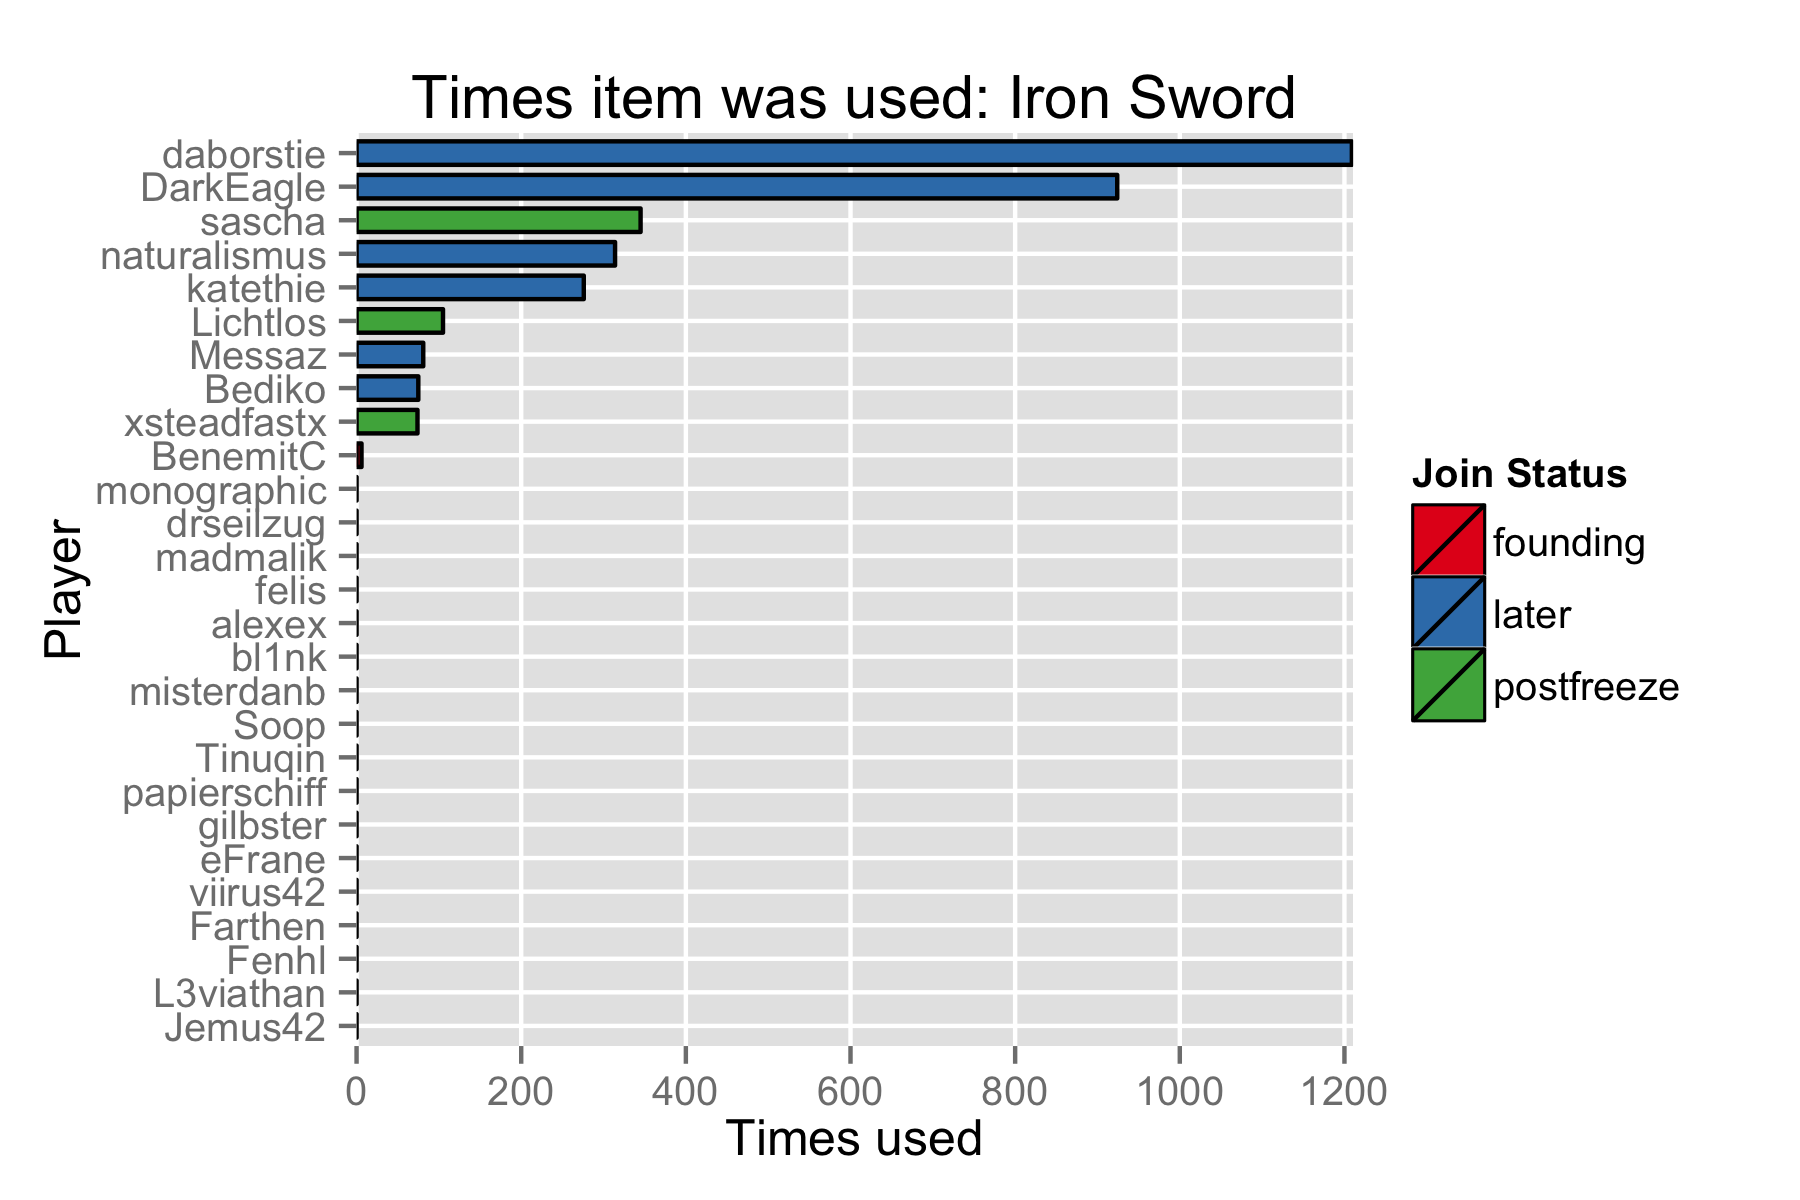 Times item was used: Iron Sword
daborstie
DarkEagle
sascha
naturalismus
katethie
Lichtlos
Messaz
Bediko
xsteadfastx
BenemitC
monographic
drseilzug
madmalik
felis
alexex
bl1nk
misterdanb
Soop
Tinuqin
papierschiff
gilbster
eFrane
viirus42
Farthen
Fenhl
L3viathan
Jemus42
Player
0 200 400 600 800 1000 1200
Times used
Join Status
founding
later
postfreeze